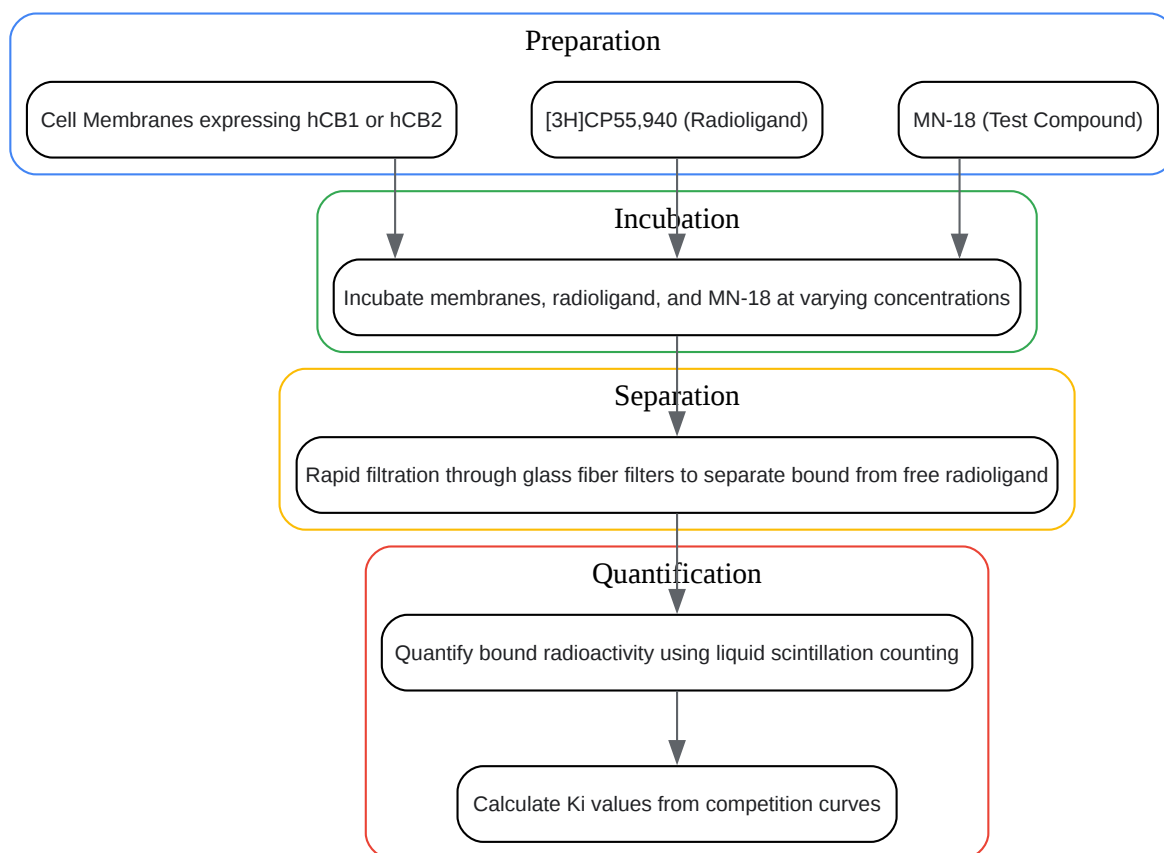 Preparation
Cell Membranes expressing hCB1 or hCB2
[3H]CP55,940 (Radioligand)
MN-18 (Test Compound)
Incubation
Incubate membranes, radioligand, and MN-18 at varying concentrations
Separation
Rapid filtration through glass fiber filters to separate bound from free radioligand
Quantification
Quantify bound radioactivity using liquid scintillation counting
Calculate Ki values from competition curves